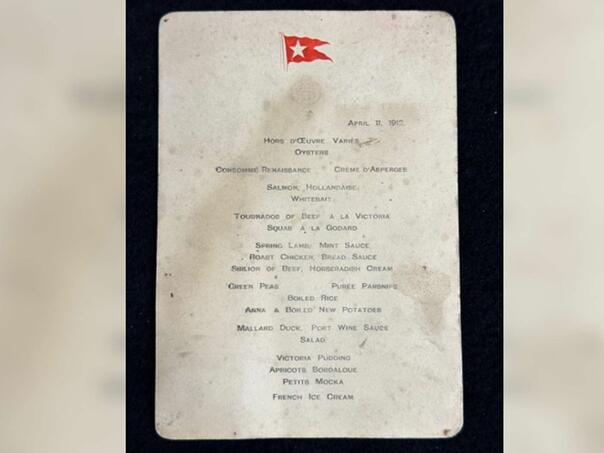 APRIL 11, 1912.
HORS D'ŒUVRE VARIÉS
OYSTERS
CONSOMMÉ RENAISSANCE CRÈME D'ASPERGES
SALMON, HOLLANDAISE.
WHITEBAIT.
TOURNADOS OF BEEF À LA VICTORIA
SQUAB À LA GODARD
SPRING LAMB, MINT SAUCE
ROAST CHICKEN, BREAD SAUCE
SIRLION OF BEEF, HORSERADISH CREAM
GREEN PEAS PURÉE PARSNIPS
BOILED RICE
ANNA & BOILED NEW POTATOES
MALLARD DUCK, PORT WINE SAUCE
SALAD
VICTORIA PUDDING
APRICOTS BORDALOUE
PETITS MOCKA
FRENCH ICE CREAM